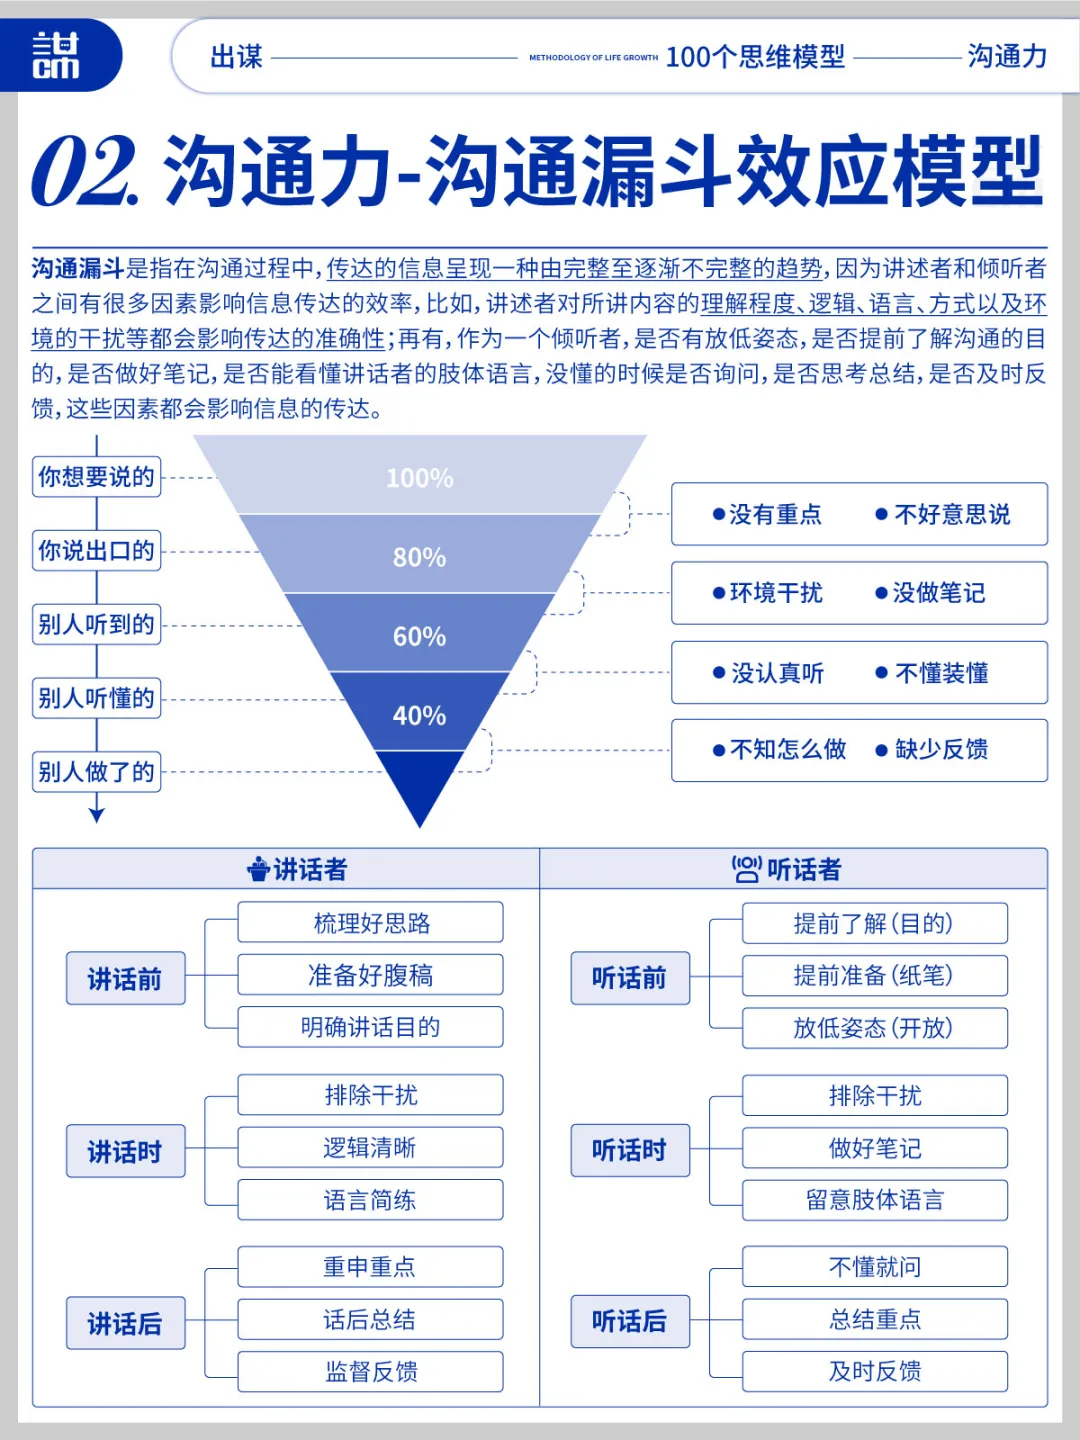 谋cm
出谋
METHODOLOGY OF LIFE GROWTH
100个思维模型
沟通力
02. 沟通力-沟通漏斗效应模型
沟通漏斗是指在沟通过程中，传达的信息呈现一种由完整至逐渐不完整的趋势，因为讲述者和倾听者
之间有很多因素影响信息传达的效率，比如，讲述者对所讲内容的理解程度、逻辑、语言、方式以及环
境的干扰等都会影响传达的准确性；再有，作为一个倾听者，是否有放低姿态，是否提前了解沟通的目
的，是否做好笔记，是否能看懂讲话者的肢体语言，没懂的时候是否询问，是否思考总结，是否及时反
馈，这些因素都会影响信息的传达。
你想要说的
你说出口的
别人听到的
别人听懂的
别人做了的
100%
80%
60%
40%
●没有重点 ●不好意思说
●环境干扰 ●没做笔记
●没认真听 ●不懂装懂
●不知怎么做 ●缺少反馈
讲话者
讲话前
梳理好思路
准备好腹稿
明确讲话目的
讲话时
排除干扰
逻辑清晰
语言简练
讲话后
重申重点
话后总结
监督反馈
听话者
听话前
提前了解（目的）
提前准备（纸笔）
放低姿态（开放）
听话时
排除干扰
做好笔记
留意肢体语言
听话后
不懂就问
总结重点
及时反馈